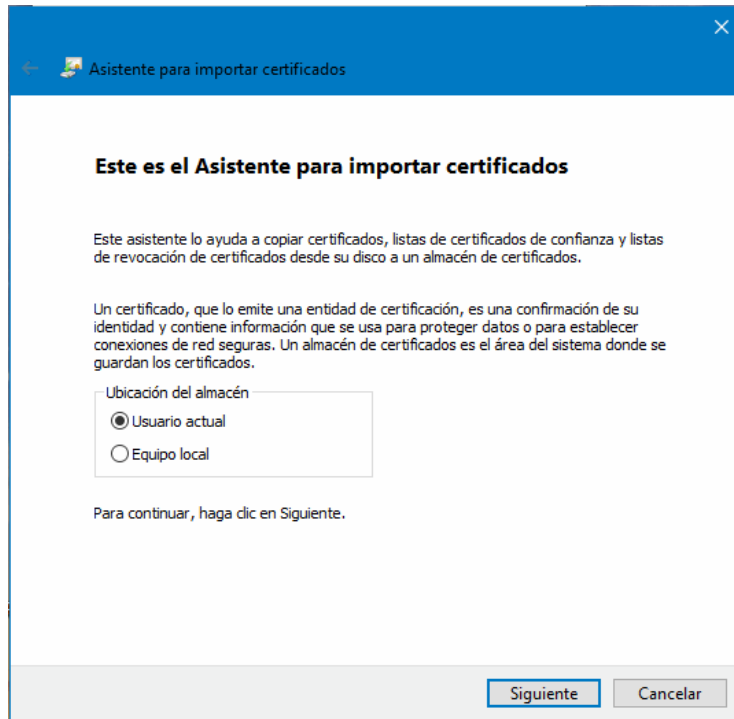 Asistente para importar certificados
Este es el Asistente para importar certificados
Este asistente lo ayuda a copiar certificados, listas de certificados de confianza y listas
de revocación de certificados desde su disco a un almacén de certificados.
Un certificado, que lo emite una entidad de certificación, es una confirmación de su
identidad y contiene información que se usa para proteger datos o para establecer
conexiones de red seguras. Un almacén de certificados es el área del sistema donde se
guardan los certificados.
Ubicación del almacén
Usuario actual
Equipo local
Para continuar, haga clic en Siguiente.
Siguiente
Cancelar